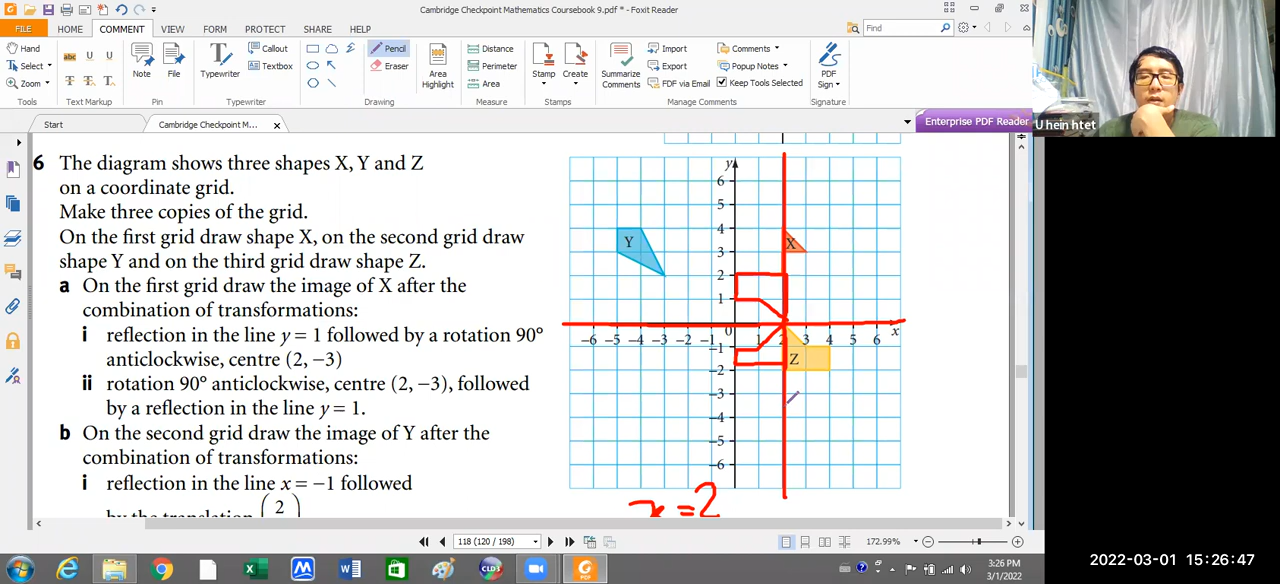 Cambridge Checkpoint Mathematics Coursebook 9.pdf * - Foxit Reader
FILE HOME COMMENT VIEW FORM PROTECT SHARE HELP
Find
Hand
Select
Zoom
Tools
abc U U
T T T
Text Markup
Note
File
Pin
Typewriter
Callout
Textbox
Typewriter
Pencil
Eraser
Drawing
Area
Highlight
Distance
Perimeter
Area
Measure
Stamp
Create
Stamps
Summarize
Comments
Import
Export
FDF via Email
Comments
Popup Notes
Keep Tools Selected
Manage Comments
PDF
Sign
Signature
Start
Cambridge Checkpoint M...
Enterprise PDF Reader
U hein htet
6 The diagram shows three shapes X, Y and Z
on a coordinate grid.
Make three copies of the grid.
On the first grid draw shape X, on the second grid draw
shape Y and on the third grid draw shape Z.
a On the first grid draw the image of X after the
combination of transformations:
i reflection in the line y = 1 followed by a rotation 90°
anticlockwise, centre (2, −3)
ii rotation 90° anticlockwise, centre (2, −3), followed
by a reflection in the line y = 1.
b On the second grid draw the image of Y after the
combination of transformations:
i reflection in the line x = −1 followed
by the translation ( 2
y
6
5
4
3
2
1
0
−6 −5 −4 −3 −2 −1 1 2 3 4 5 6 x
−1
−2
−3
−4
−5
−6
Y
X
Z
x = 2
118 (120 / 198)
172.99%
CLDS
3:26 PM
3/1/2022
2022-03-01 15:26:47